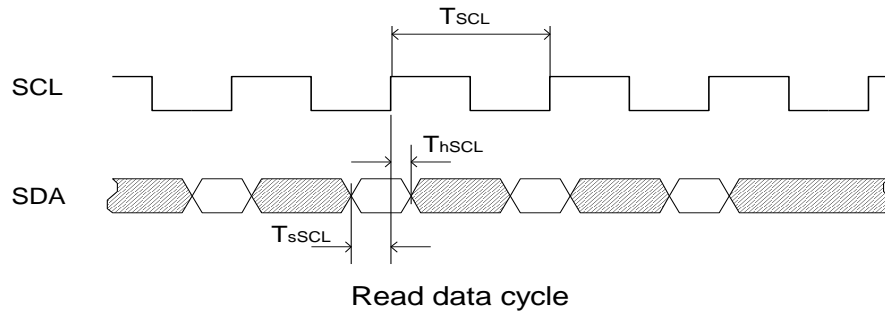 TSCL
SCL
ThSCL
SDA
TsSCL
Read data cycle